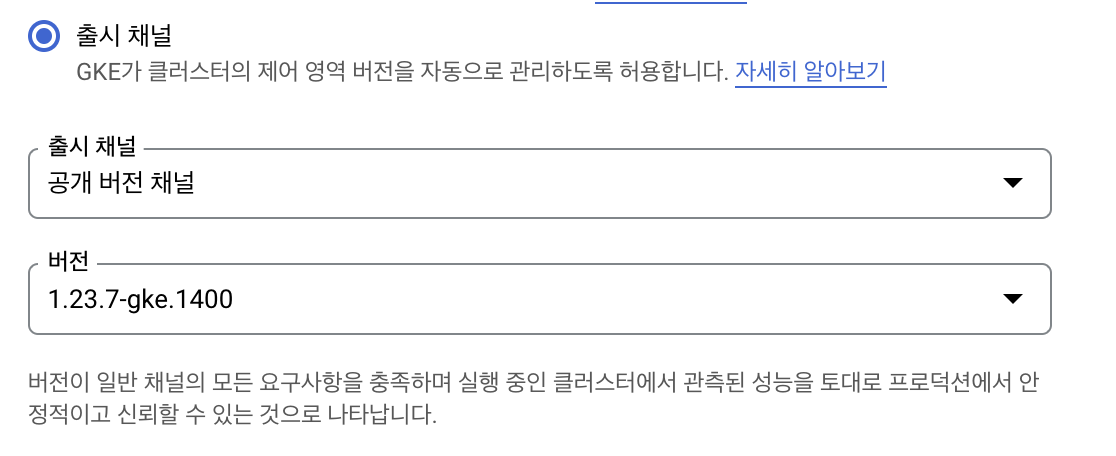 출시 채널
GKE가 클러스터의 제어 영역 버전을 자동으로 관리하도록 허용합니다. 자세히 알아보기
출시 채널
공개 버전 채널
버전
1.23.7-gke.1400
버전이 일반 채널의 모든 요구사항을 충족하며 실행 중인 클러스터에서 관측된 성능을 토대로 프로덕션에서 안
정적이고 신뢰할 수 있는 것으로 나타납니다.